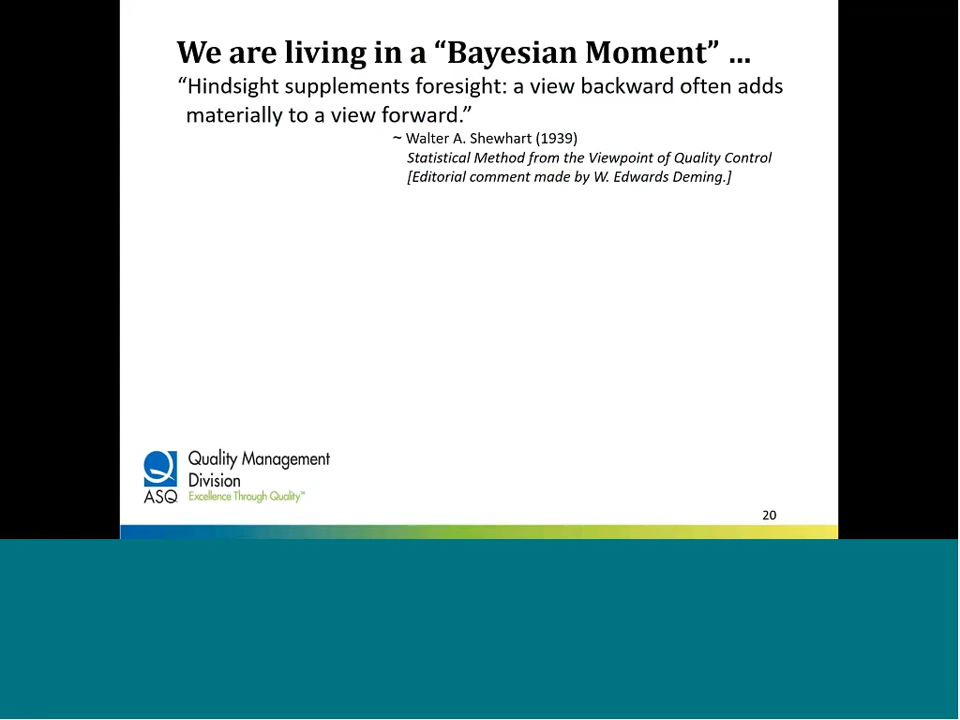 We are living in a “Bayesian Moment” ...
“Hindsight supplements foresight: a view backward often adds
materially to a view forward.”
~ Walter A. Shewhart (1939)
Statistical Method from the Viewpoint of Quality Control
[Editorial comment made by W. Edwards Deming.]
Quality Management
Division
ASQ Excellence Through Quality™
20